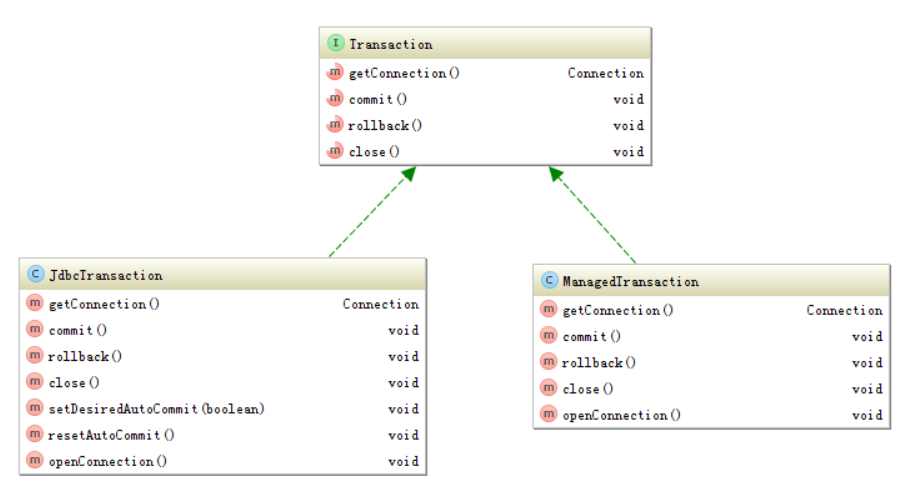 I Transaction
m getConnection() Connection
m commit() void
m rollback() void
m close() void
C JdbcTransaction
m getConnection() Connection
m commit() void
m rollback() void
m close() void
m setDesiredAutoCommit(boolean) void
m resetAutoCommit() void
m openConnection() void
C ManagedTransaction
m getConnection() Connection
m commit() void
m rollback() void
m close() void
m openConnection() void